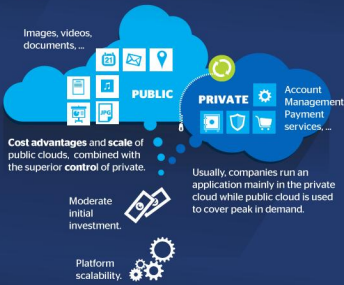 Images, videos,
documents, ...
21
JPG
PUBLIC
PRIVATE
Account
Management
Payment
services, ...
Cost advantages and scale of
public clouds, combined with
the superior control of private.
Usually, companies run an
application mainly in the private
cloud while public cloud is used
to cover peak in demand.
Moderate
initial
investment.
Platform
scalability.